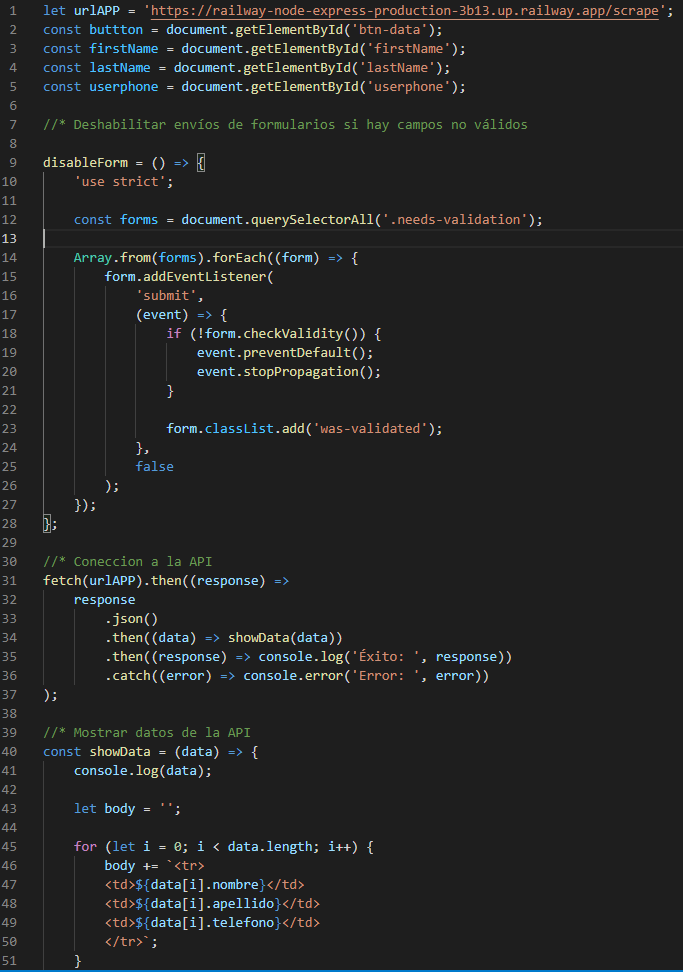 1 let urlAPP = 'https://railway-node-express-production-3b13.up.railway.app/scrape';
2 const buttton = document.getElementById('btn-data');
3 const firstName = document.getElementById('firstName');
4 const lastName = document.getElementById('lastName');
5 const userphone = document.getElementById('userphone');
6
7 //* Deshabilitar envíos de formularios si hay campos no válidos
8
9 disableForm = () => {
10     'use strict';
11
12     const forms = document.querySelectorAll('.needs-validation');
13
14     Array.from(forms).forEach((form) => {
15         form.addEventListener(
16             'submit',
17             (event) => {
18                 if (!form.checkValidity()) {
19                     event.preventDefault();
20                     event.stopPropagation();
21                 }
22
23                 form.classList.add('was-validated');
24             },
25             false
26         );
27     });
28 };
29
30 //* Coneccion a la API
31 fetch(urlAPP).then((response) =>
32     response
33         .json()
34         .then((data) => showData(data))
35         .then((response) => console.log('Éxito: ', response))
36         .catch((error) => console.error('Error: ', error))
37 );
38
39 //* Mostrar datos de la API
40 const showData = (data) => {
41     console.log(data);
42
43     let body = '';
44
45     for (let i = 0; i < data.length; i++) {
46         body += `<tr>
47         <td>${data[i].nombre}</td>
48         <td>${data[i].apellido}</td>
49         <td>${data[i].telefono}</td>
50         </tr>`;
51     }